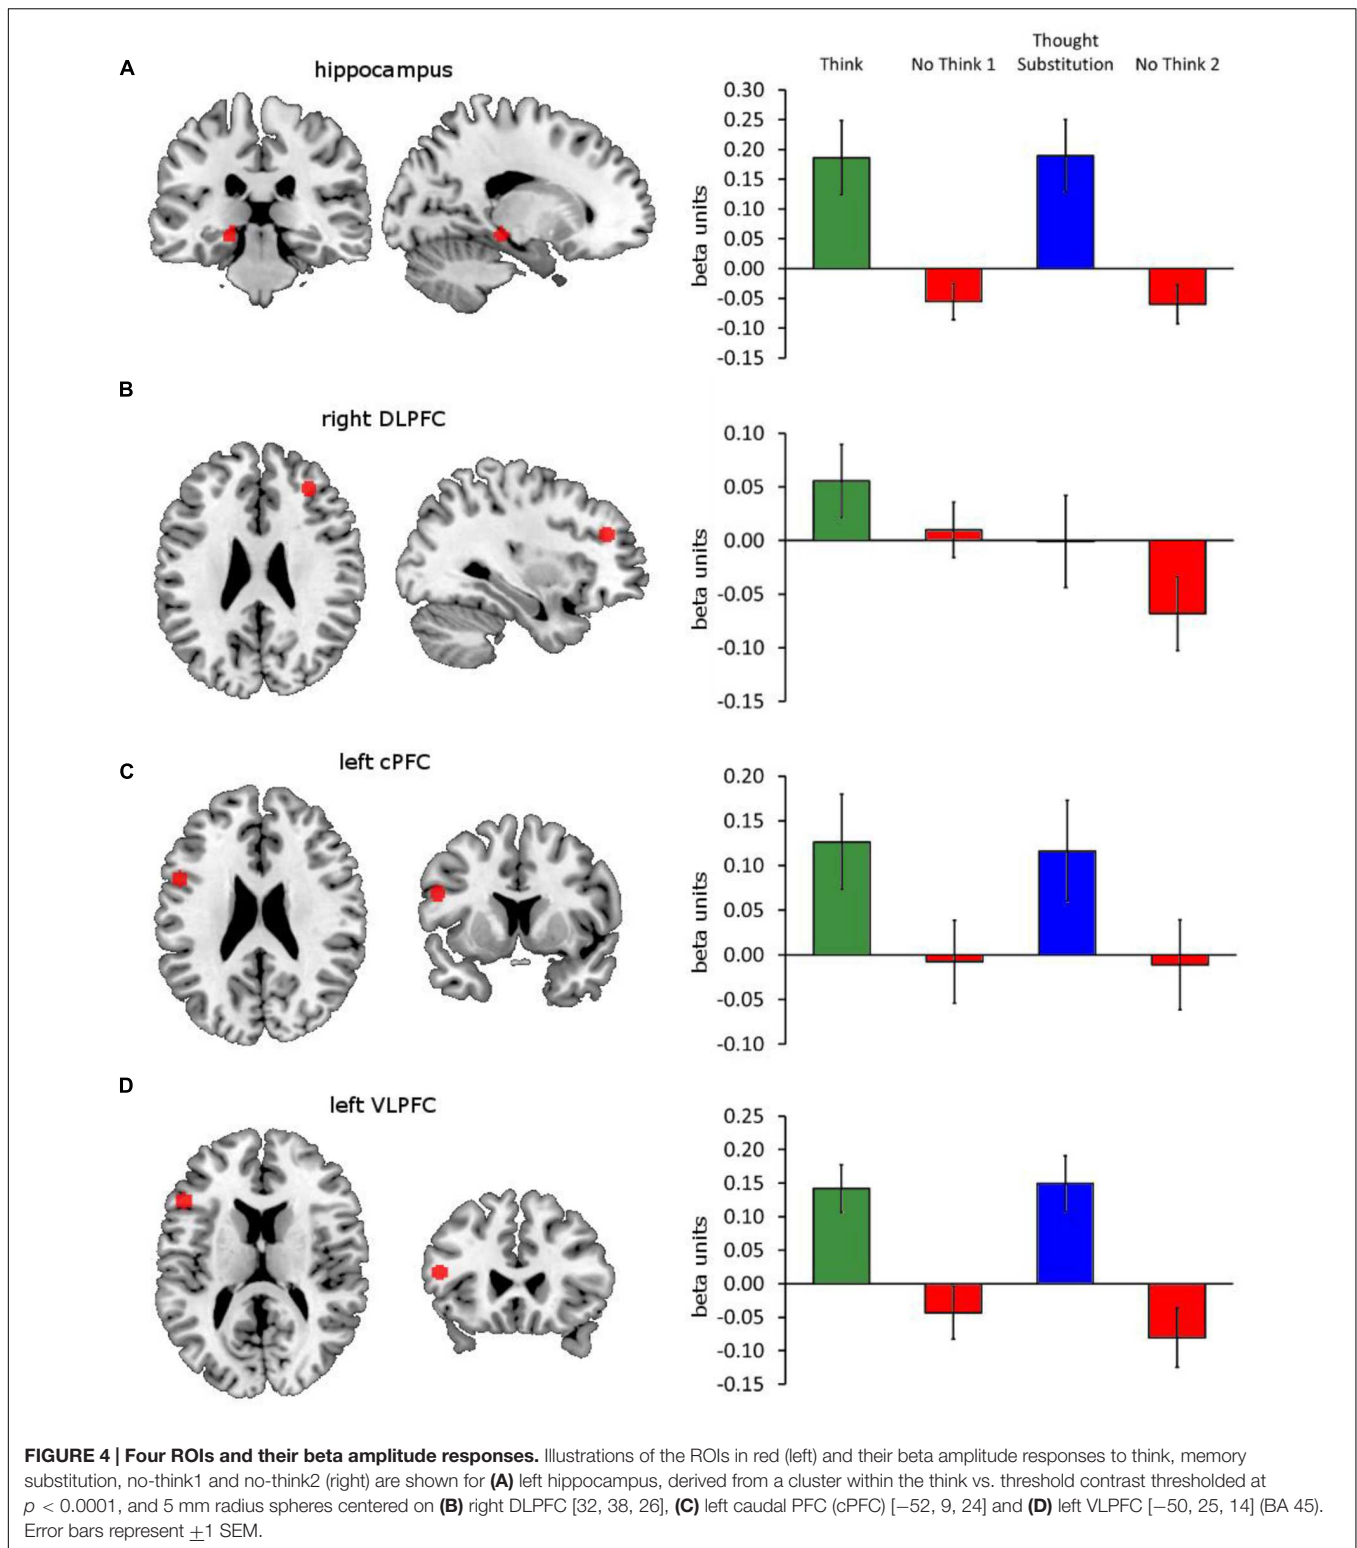 A
hippocampus
Think
No Think 1
Thought
Substitution
No Think 2
0.30
0.25
0.20
0.15
0.10
0.05
0.00
-0.05
-0.10
-0.15
beta units
B
right DLPFC
0.10
0.05
0.00
-0.05
-0.10
-0.15
beta units
C
left cPFC
0.20
0.15
0.10
0.05
0.00
-0.05
-0.10
beta units
D
left VLPFC
0.25
0.20
0.15
0.10
0.05
0.00
-0.05
-0.10
-0.15
beta units
FIGURE 4 | Four ROIs and their beta amplitude responses. Illustrations of the ROIs in red (left) and their beta amplitude responses to think, memory
substitution, no-think1 and no-think2 (right) are shown for (A) left hippocampus, derived from a cluster within the think vs. threshold contrast thresholded at
p < 0.0001, and 5 mm radius spheres centered on (B) right DLPFC [32, 38, 26], (C) left caudal PFC (cPFC) [−52, 9, 24] and (D) left VLPFC [−50, 25, 14] (BA 45).
Error bars represent ±1 SEM.